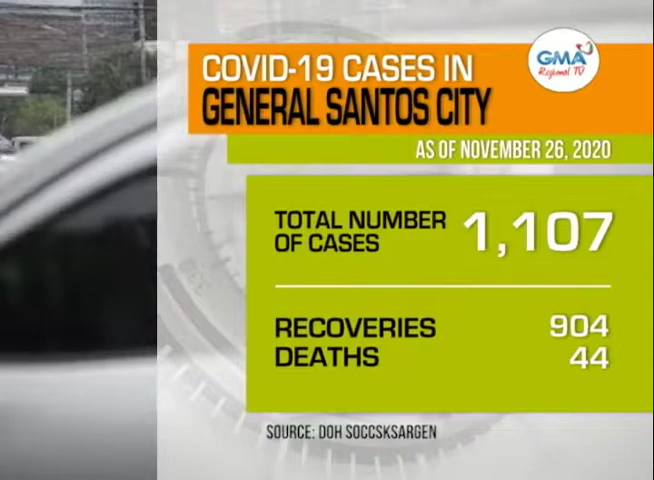 GMA
Regional TV
COVID-19 CASES IN
GENERAL SANTOS CITY
AS OF NOVEMBER 26, 2020
TOTAL NUMBER
OF CASES
1,107
RECOVERIES 904
DEATHS 44
SOURCE: DOH SOCCSKSARGEN